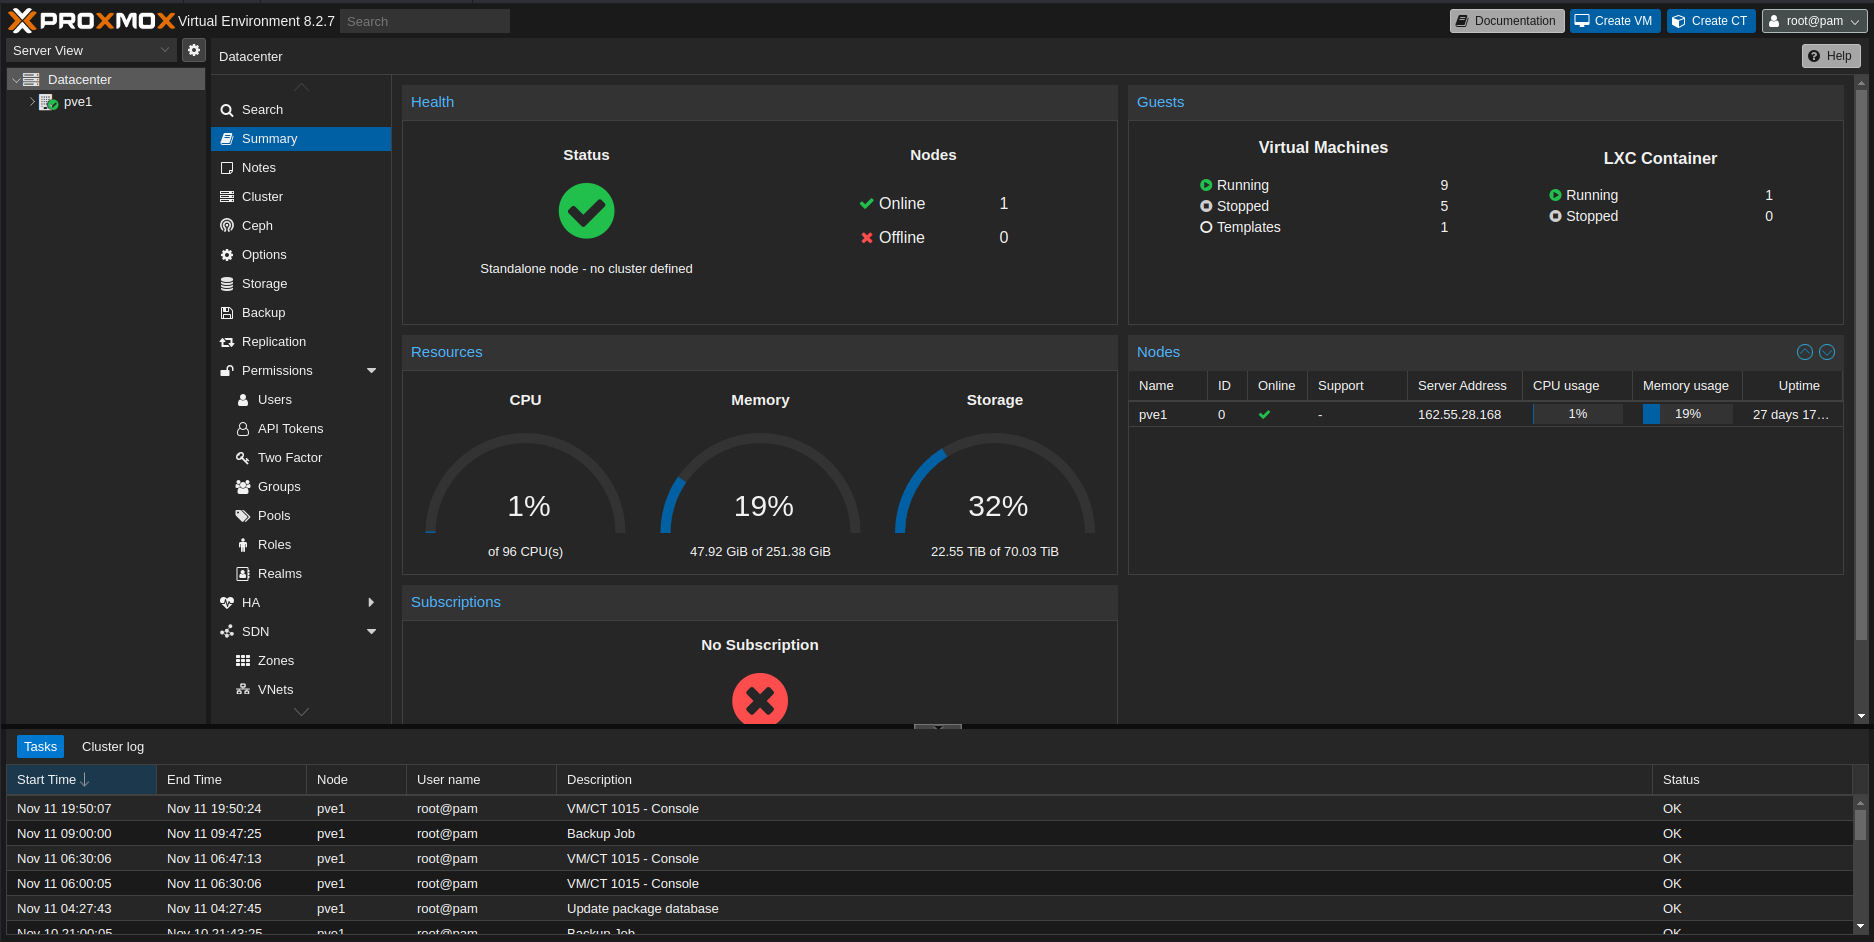 PROXMOX Virtual Environment 8.2.7 Search Documentation Create VM Create CT root@pam
Server View
Datacenter
pve1
Datacenter Help
Search
Summary
Notes
Cluster
Ceph
Options
Storage
Backup
Replication
Permissions
Users
API Tokens
Two Factor
Groups
Pools
Roles
Realms
HA
SDN
Zones
VNets
Health
Status
Standalone node - no cluster defined
Nodes
Online 1
Offline 0
Guests
Virtual Machines
Running 9
Stopped 5
Templates 1
LXC Container
Running 1
Stopped 0
Resources
CPU
1%
of 96 CPU(s)
Memory
19%
47.92 GiB of 251.38 GiB
Storage
32%
22.55 TiB of 70.03 TiB
Nodes
Name ID Online Support Server Address CPU usage Memory usage Uptime
pve1 0 - 162.55.28.168 1% 19% 27 days 17...
Subscriptions
No Subscription
Tasks Cluster log
Start Time End Time Node User name Description Status
Nov 11 19:50:07 Nov 11 19:50:24 pve1 root@pam VM/CT 1015 - Console OK
Nov 11 09:00:00 Nov 11 09:47:25 pve1 root@pam Backup Job OK
Nov 11 06:30:06 Nov 11 06:47:13 pve1 root@pam VM/CT 1015 - Console OK
Nov 11 06:00:05 Nov 11 06:30:06 pve1 root@pam VM/CT 1015 - Console OK
Nov 11 04:27:43 Nov 11 04:27:45 pve1 root@pam Update package database OK
Nov 10 21:00:05 Nov 10 21:43:25 pve1 root@pam Backup Job OK